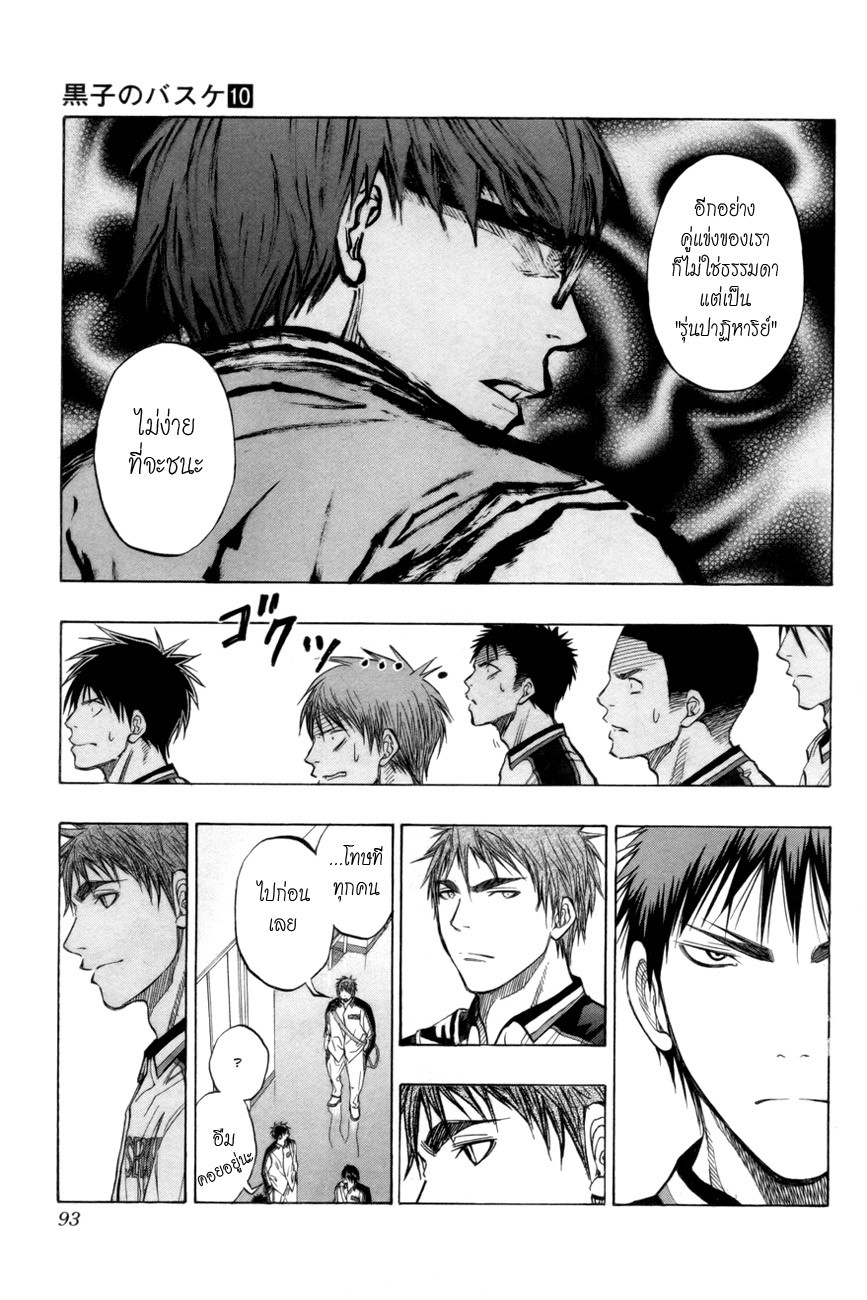 黒子のバスケ10
อีกอย่าง
คู่แข่งของเรา
ก็ไม่ใช่ธรรมดา
แต่เป็น
"รุ่นปาฏิหาริย์"
ไม่ง่าย
ที่จะชนะ
ゴクッ....
...โทษที
ทุกคน
ไปก่อน
เลย
?
อืม
คอยอยู่นะ
93